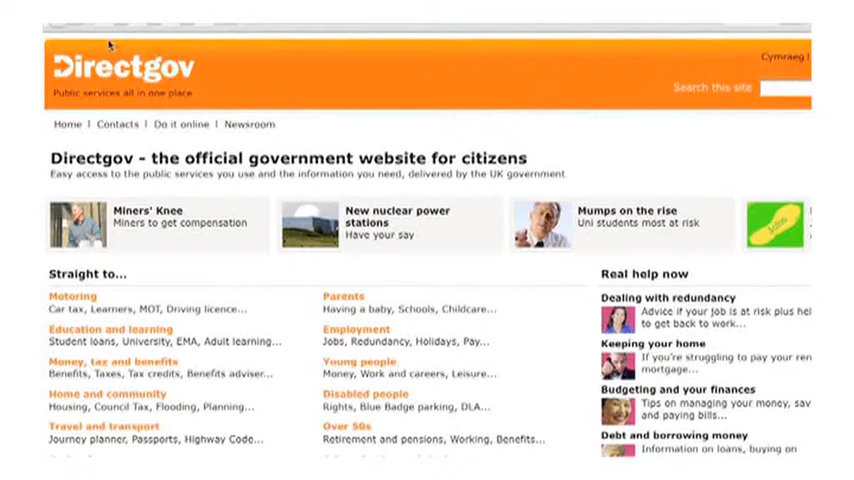 Directgov
Public services all in one place
Cymraeg
Search this site
Home | Contacts | Do it online | Newsroom
Directgov - the official government website for citizens
Easy access to the public services you use and the information you need, delivered by the UK government
Miners' Knee
Miners to get compensation
New nuclear power
stations
Have your say
Mumps on the rise
Uni students most at risk
Jobs
Straight to...
Motoring
Car tax, Learners, MOT, Driving licence...
Education and learning
Student loans, University, EMA, Adult learning...
Money, tax and benefits
Benefits, Taxes, Tax credits, Benefits adviser...
Home and community
Housing, Council Tax, Flooding, Planning...
Travel and transport
Journey planner, Passports, Highway Code...
Parents
Having a baby, Schools, Childcare...
Employment
Jobs, Redundancy, Holidays, Pay...
Young people
Money, Work and careers, Leisure...
Disabled people
Rights, Blue Badge parking, DLA...
Over 50s
Retirement and pensions, Working, Benefits...
Real help now
Dealing with redundancy
Advice if your job is at risk plus hel
to get back to work...
Keeping your home
If you're struggling to pay your ren
mortgage...
Budgeting and your finances
Tips on managing your money, sav
and paying bills...
Debt and borrowing money
Information on loans, buying on